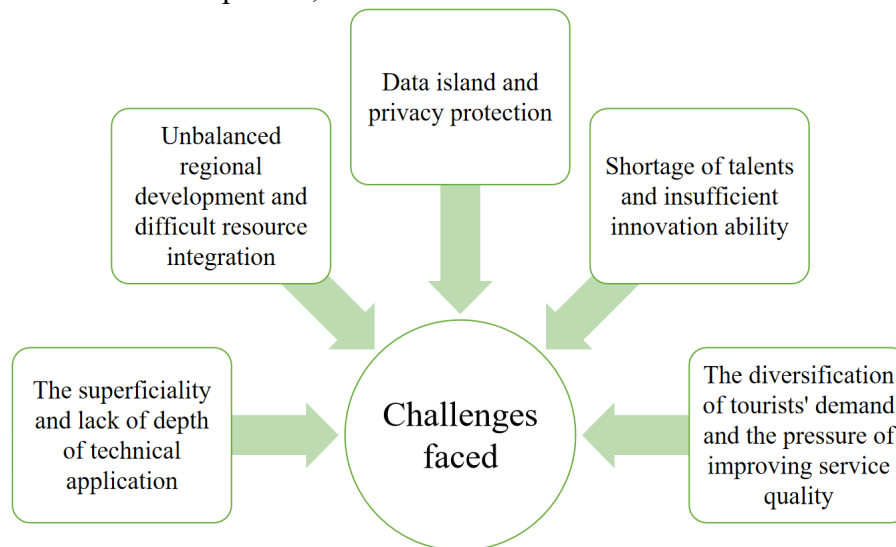 Data island and
privacy protection
Unbalanced
regional
development and
difficult resource
integration
Shortage of talents
and insufficient
innovation ability
The superficiality
and lack of depth
of technical
application
Challenges
faced
The diversification
of tourists' demand
and the pressure of
improving service
quality